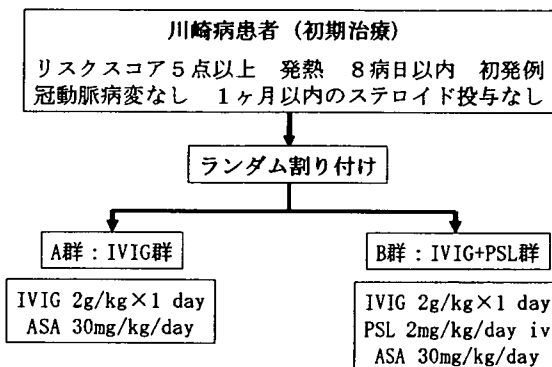 川崎病患者（初期治療）
リスクスコア５点以上　発熱　８病日以内　初発例
冠動脈病変なし　１ヶ月以内のステロイド投与なし
ランダム割り付け
A群：IVIG群
B群：IVIG+PSL群
IVIG 2g/kg×1 day
ASA 30mg/kg/day
IVIG 2g/kg×1 day
PSL 2mg/kg/day iv
ASA 30mg/kg/day